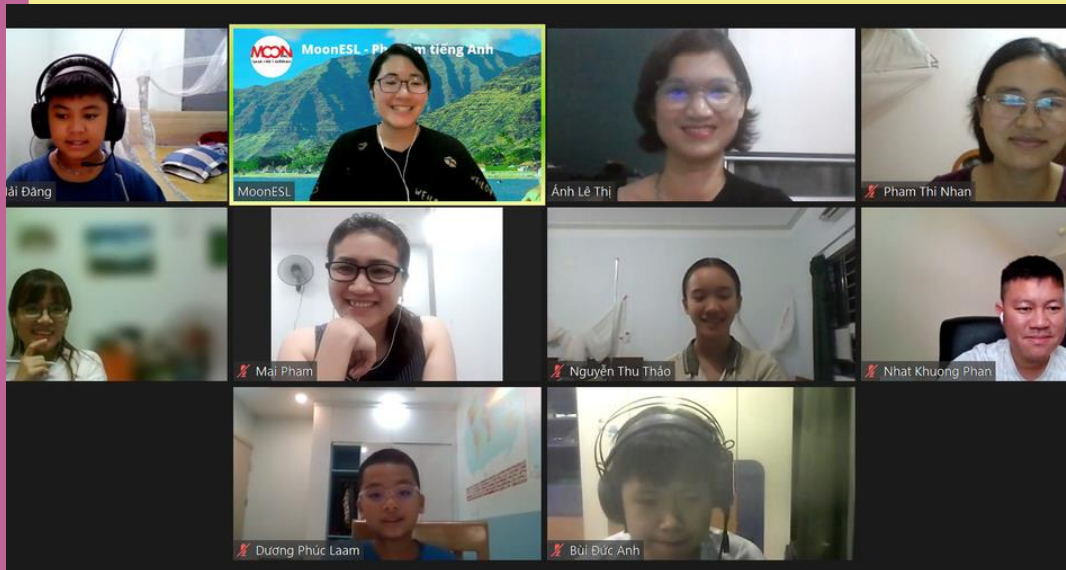 MOON
MoonESL - Ph
m tiếng Anh
ải Đăng
MoonESL
Ánh Lê Thị
Pham Thi Nhan
Mai Pham
Nguyễn Thu Thảo
Nhat Khuong Phan
Dương Phúc Laam
Bùi Đức Anh